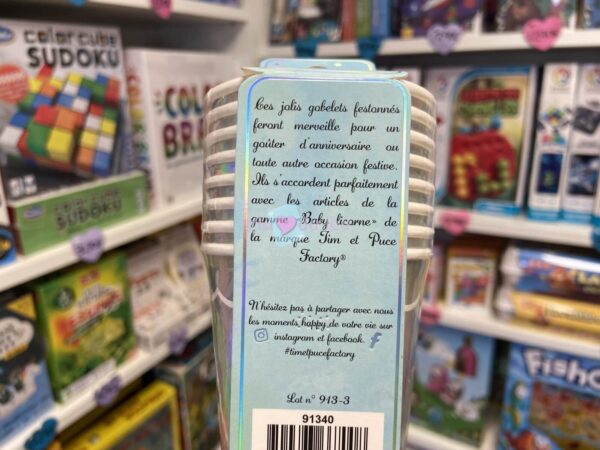 ThinkFun
color cube
SUDOKU
COL
BR
SUDOKU
Ces jolis gobelets festonnés
feront merveille pour un
goûter d'anniversaire ou
toute autre occasion festive.
Ils s'accordent parfaitement
avec les articles de la
gamme "Baby licorne» de
la marque Tim et Puce
Factory®
N'hésitez pas à partager avec nous
les moments happy de votre vie sur
instagram et facebook.
#timetpucefactory
Lot n° 913-3
91340